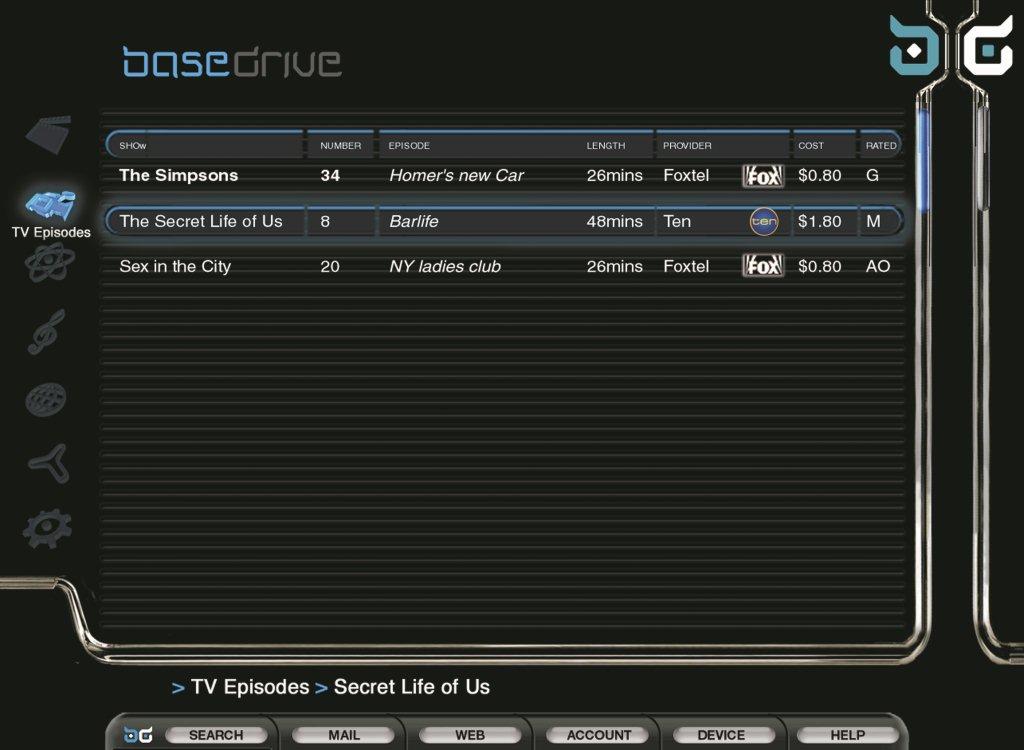 basedrive
SHOW NUMBER EPISODE LENGTH PROVIDER COST RATED
The Simpsons 34 Homer's new Car 26mins Foxtel FOX $0.80 G
The Secret Life of Us 8 Barlife 48mins Ten ten $1.80 M
Sex in the City 20 NY ladies club 26mins Foxtel FOX $0.80 AO
TV Episodes
> TV Episodes > Secret Life of Us
SEARCH MAIL WEB ACCOUNT DEVICE HELP